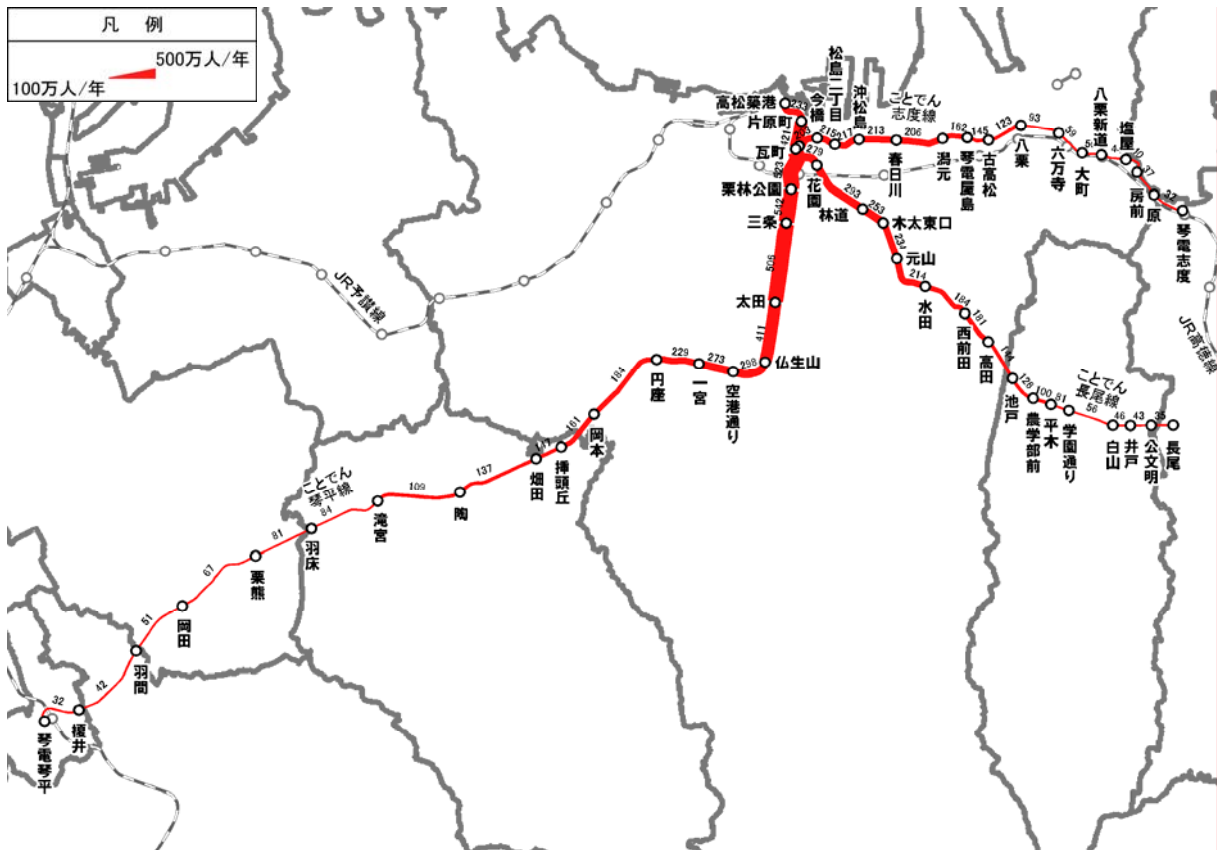 凡 例
500万人/年
100万人/年
高松築港
233
片原町
421
瓦町
523
栗林公園
542
三条
506
太田
411
仏生山
298
空港通り
273
一宮
229
円座
184
岡本
161
挿頭丘
147
畑田
137
陶
109
滝宮
84
羽床
81
栗熊
67
岡田
51
羽間
42
榎井
32
琴電琴平
ことでん
琴平線
JR予讃線
今橋
215
松島二丁目
217
沖松島
213
春日川
206
潟元
162
琴電屋島
145
古高松
123
八栗
93
六万寺
59
大町
八栗新道
塩屋
房前
37
原
琴電志度
ことでん
志度線
JR高徳線
279
花園
293
林道
253
木太東口
234
元山
214
水田
184
西前田
181
高田
池戸
128
農学部前
100
平木
81
学園通り
56
白山
46
井戸
43
公文明
35
長尾
ことでん
長尾線